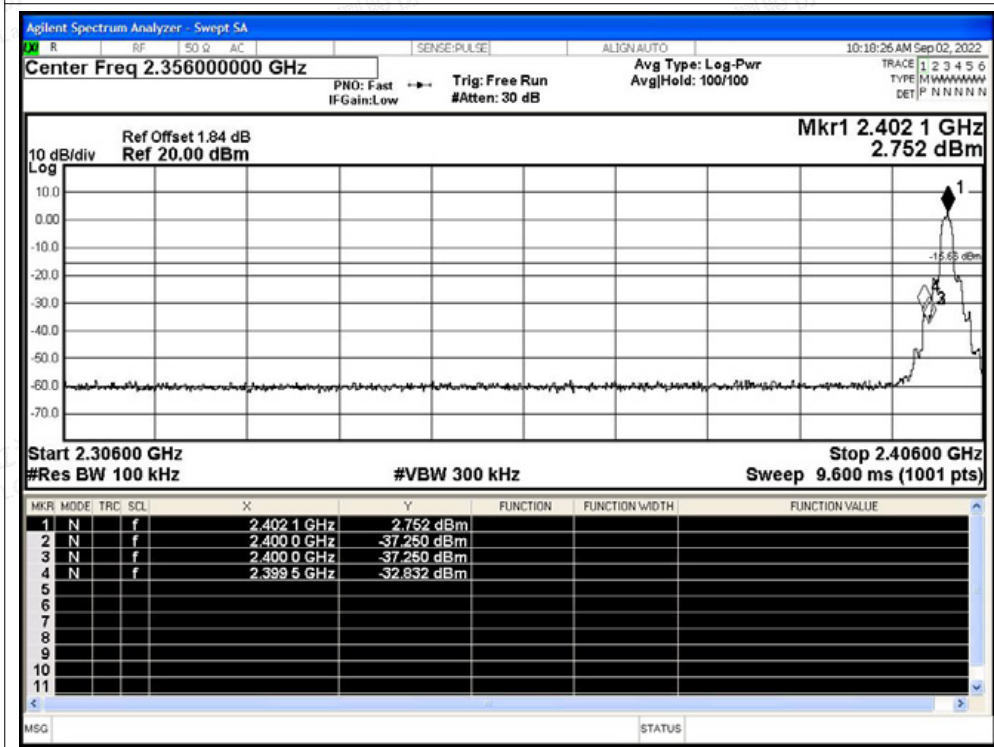 Agilent Spectrum Analyzer - Swept SA
LXI R RF 50 Ω AC SENSE:PULSE ALIGN AUTO 10:18:26 AM Sep 02, 2022
Center Freq 2.356000000 GHz
PNO: Fast
IFGain:Low
Trig: Free Run
#Atten: 30 dB
Avg Type: Log-Pwr
Avg|Hold: 100/100
TRACE 1 2 3 4 5 6
TYPE M W W W W W
DET P N N N N N
Ref Offset 1.84 dB
10 dB/div Ref 20.00 dBm
Log
Mkr1 2.402 1 GHz
2.752 dBm
10.0
0.00
-10.0
-20.0
-30.0
-40.0
-50.0
-60.0
-70.0
1
3
Start 2.30600 GHz Stop 2.40600 GHz
#Res BW 100 kHz #VBW 300 kHz Sweep 9.600 ms (1001 pts)
MKR MODE TRC SCL X Y FUNCTION FUNCTION WIDTH FUNCTION VALUE
1 N f 2.402 1 GHz 2.752 dBm
2 N f 2.400 0 GHz -37.250 dBm
3 N f 2.400 0 GHz -37.250 dBm
4 N f 2.399 5 GHz -32.832 dBm
5
6
7
8
9
10
11
MSG STATUS